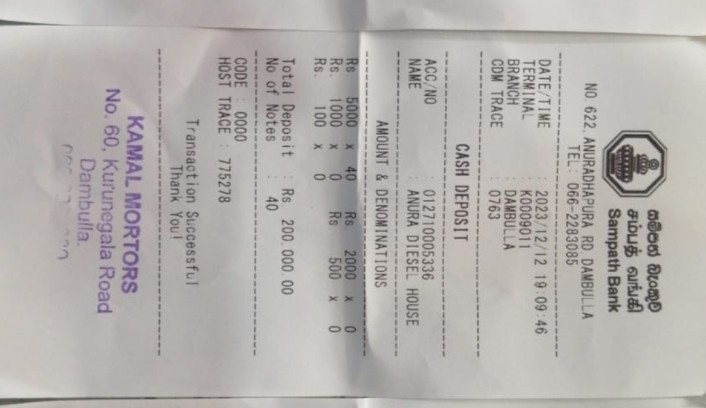 සම්පත් බැංකුව
சம்பத் வங்கி
Sampath Bank
NO 622, ANURADHAPURA RD, DAMBULLA
TEL: 066-2283085
DATE/TIME : 2023/12/12 19:09:46
TERMINAL : K0009011
BRANCH : DAMBULLA
CDM TRACE : 0763
CASH DEPOSIT
ACC/NO : 012710005336
NAME : ANURA DIESEL HOUSE
AMOUNT & DENOMINATIONS
Rs 5000 x 40 Rs 2000 x 0
Rs. 1000 x 0 Rs 500 x 0
Rs. 100 x 0
Total Deposit : Rs. 200,000.00
No of Notes : 40
CODE : 0000
HOST TRACE : 775278
Transaction Successful
Thank You!
KAMAL MORTORS
No. 60, Kurunegala Road
Dambulla.